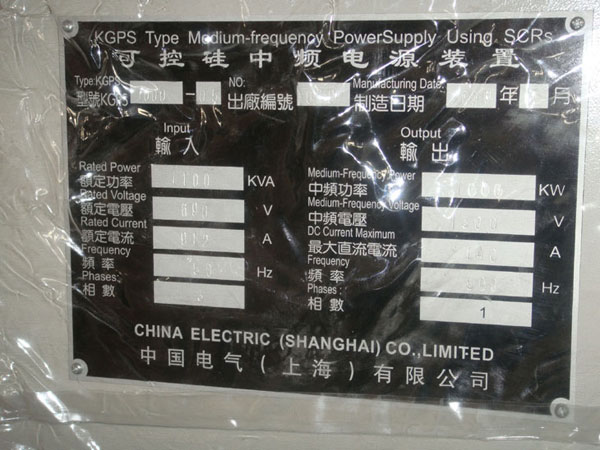 KGPS Type Medium-frequency PowerSupply Using SCRs
可控硅中频电源装置
Type:KGPS NO: Manufacturing Date:
型號KGPS 出廠編號 制造日期 年 月
Input
輸入
Rated Power
額定功率 1100 KVA
Rated Voltage
額定電壓 V
Rated Current
額定電流 A
Frequency
頻率 Hz
Phases:
相數
Output
輸出
Medium-Frequency Power
中頻功率 KW
Medium-Frequency Voltage
中頻電壓 V
DC Current Maximum
最大直流電流 A
Frequency
頻率 Hz
Phases:
相數 1
CHINA ELECTRIC (SHANGHAI) CO.,LIMITED
中国电气(上海)有限公司